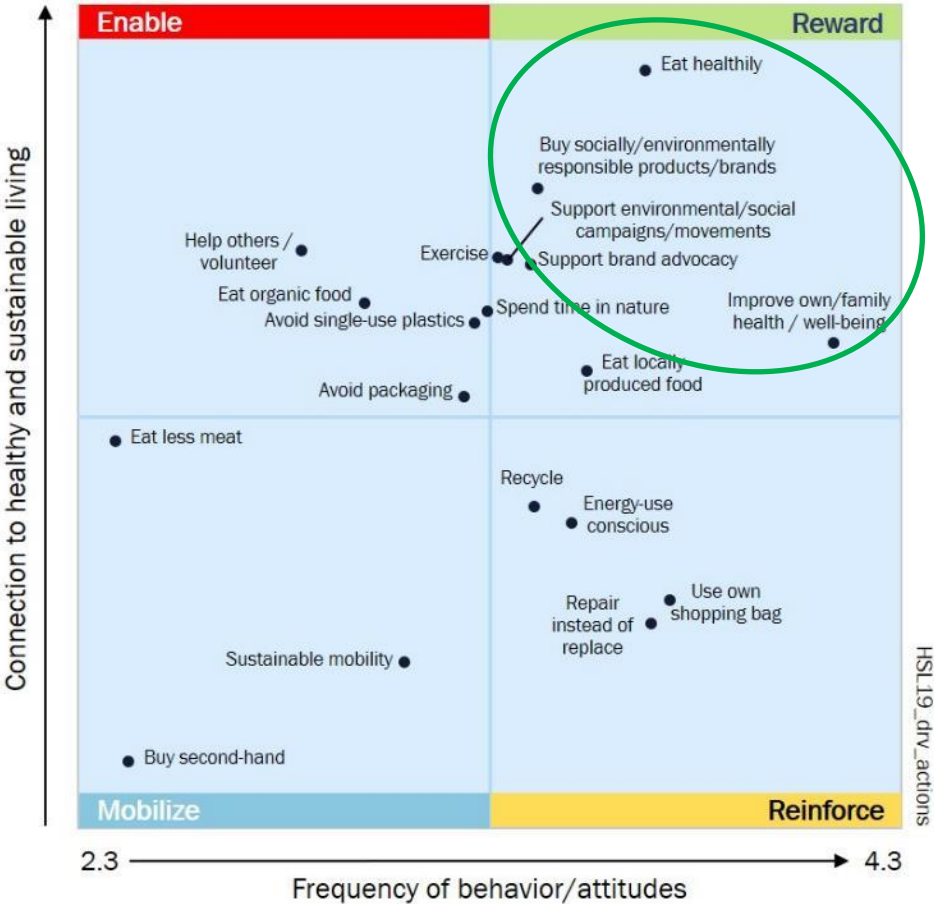 Enable
Reward
Eat healthily
Buy socially/environmentally
responsible products/brands
Support environmental/social
campaigns/movements
Help others /
volunteer
Exercise
Support brand advocacy
Eat organic food
Avoid single-use plastics
Spend time in nature
Improve own/family
health / well-being
Eat locally
produced food
Avoid packaging
Eat less meat
Recycle
Energy-use
conscious
Use own
shopping bag
Repair
instead of
replace
Sustainable mobility
Buy second-hand
Mobilize
Reinforce
Connection to healthy and sustainable living
HSL19_drv_actions
2.3
4.3
Frequency of behavior/attitudes